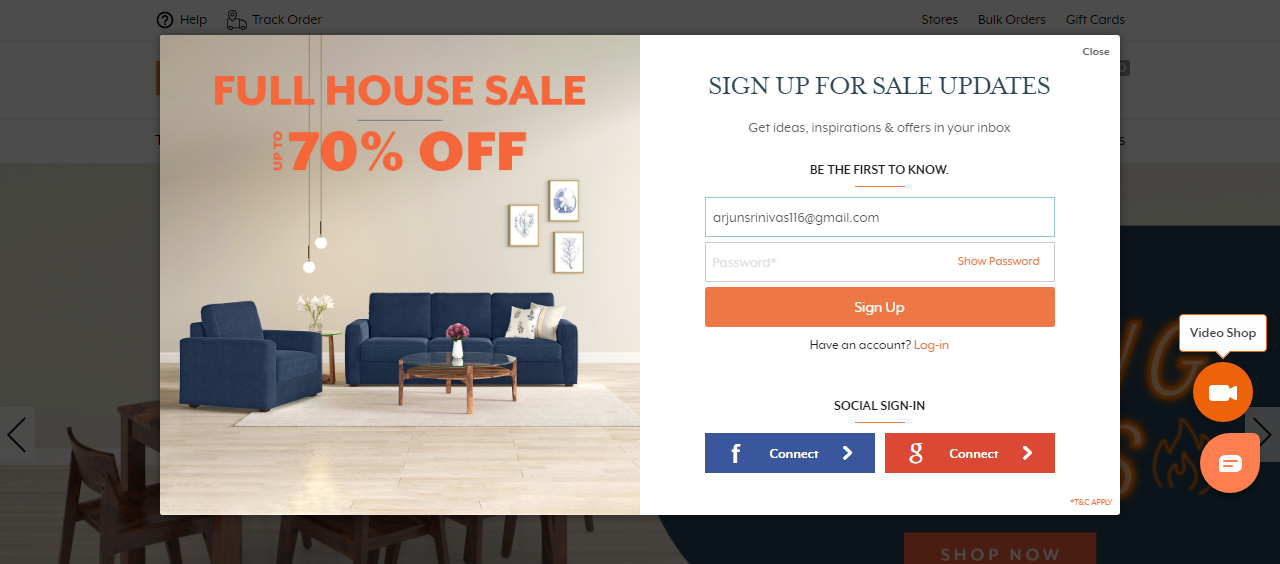 Help
Track Order
Stores
Bulk Orders
Gift Cards
Close
FULL HOUSE SALE
UP TO 70% OFF
SIGN UP FOR SALE UPDATES
Get ideas, inspirations & offers in your inbox
BE THE FIRST TO KNOW.
arjunsrinivas116@gmail.com
Password*
Show Password
Sign Up
Have an account? Log-in
SOCIAL SIGN-IN
f Connect
g Connect
*T&C APPLY
Video Shop
SHOP NOW